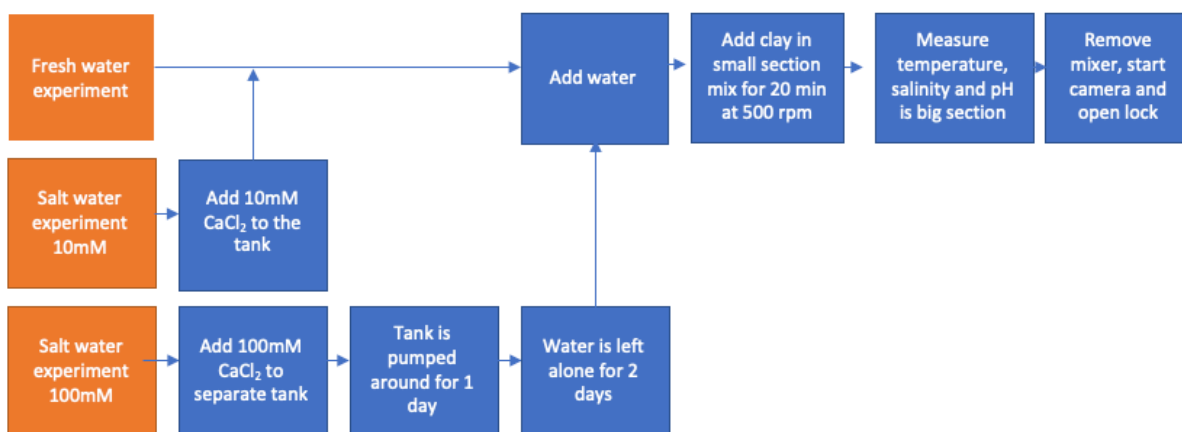 Fresh water
experiment
Add water
Add clay in
small section
mix for 20 min
at 500 rpm
Measure
temperature,
salinity and pH
is big section
Remove
mixer, start
camera and
open lock
Salt water
experiment
10mM
Add 10mM
CaCl₂ to the
tank
Salt water
experiment
100mM
Add 100mM
CaCl₂ to
separate tank
Tank is
pumped
around for 1
day
Water is left
alone for 2
days